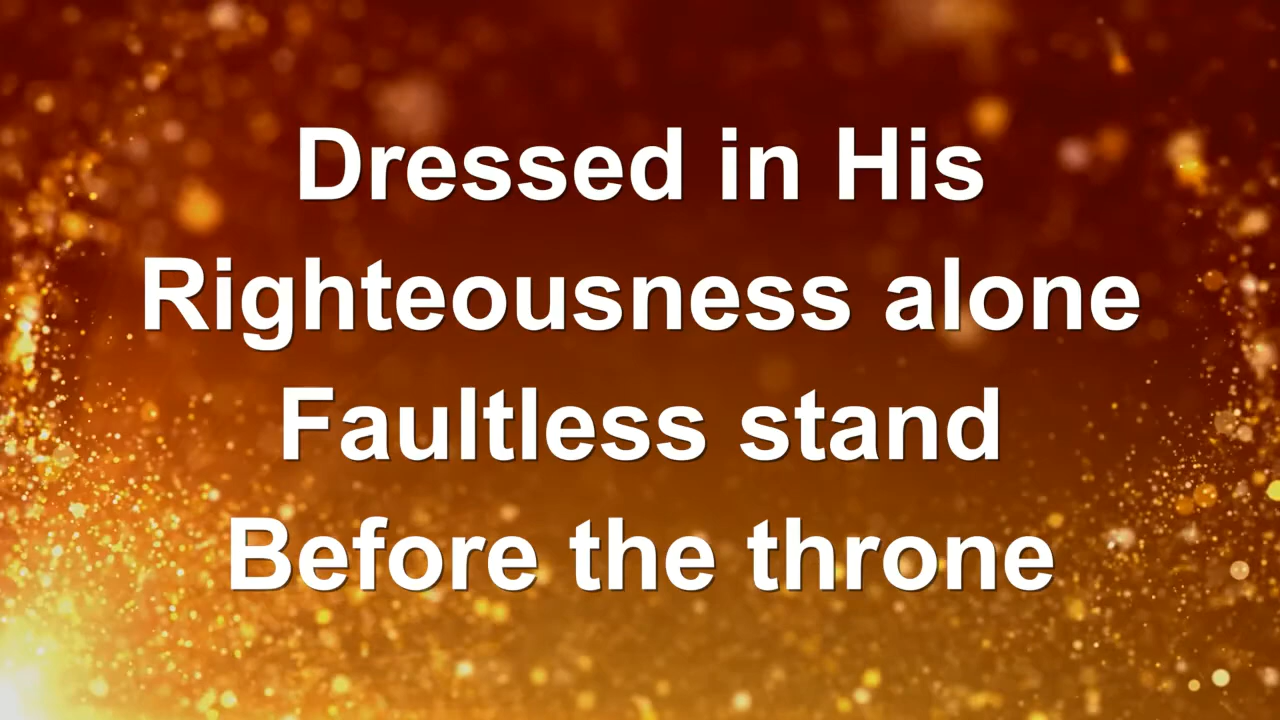 Dressed in His
Righteousness alone
Faultless stand
Before the throne